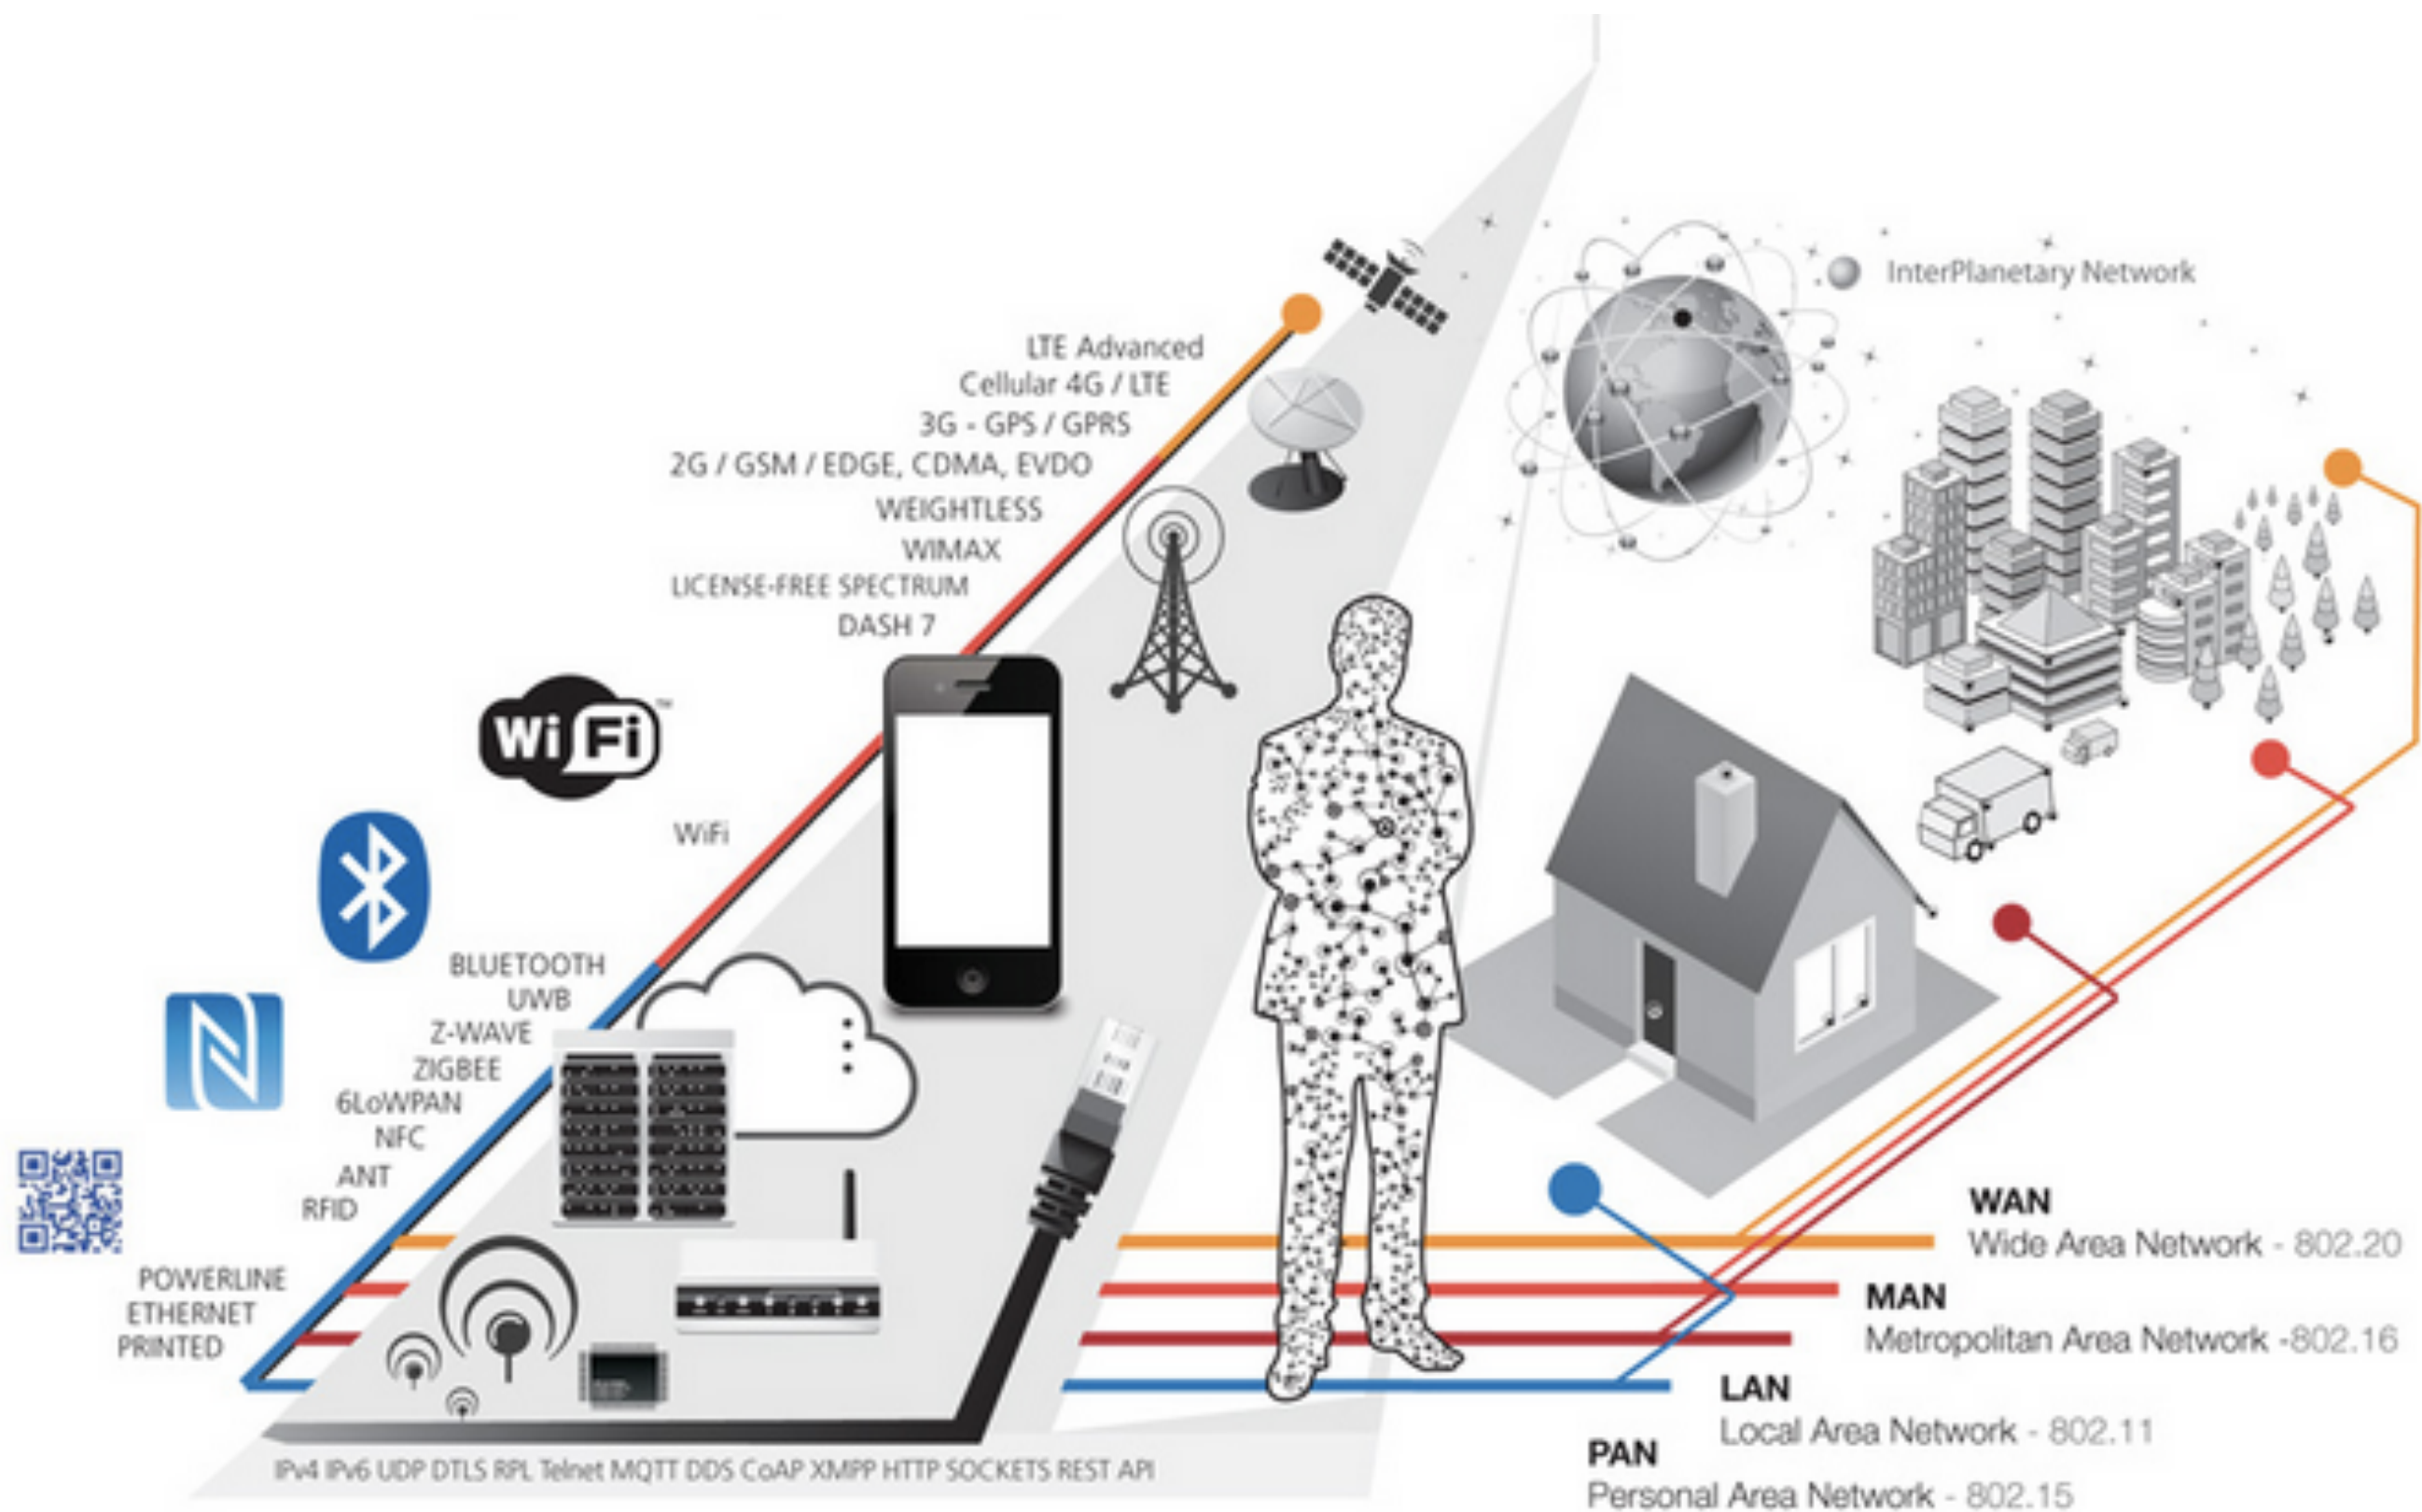 InterPlanetary Network
LTE Advanced
Cellular 4G / LTE
3G - GPS / GPRS
2G / GSM / EDGE, CDMA, EVDO
WEIGHTLESS
WIMAX
LICENSE-FREE SPECTRUM
DASH 7
Wi Fi TM
WiFi
BLUETOOTH
UWB
Z-WAVE
ZIGBEE
6LoWPAN
NFC
ANT
RFID
POWERLINE
ETHERNET
PRINTED
WAN
Wide Area Network - 802.20
MAN
Metropolitan Area Network -802.16
LAN
Local Area Network - 802.11
PAN
Personal Area Network - 802.15
IPv4 IPv6 UDP DTLS RPL Telnet MQTT DDS CoAP XMPP HTTP SOCKETS REST API